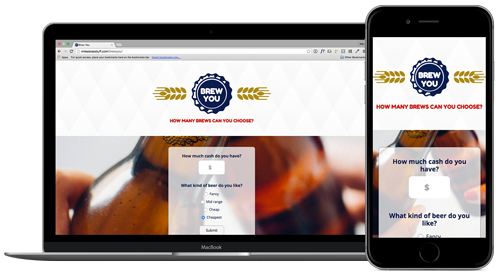 Brew You
BREW
YOU
HOW MANY BREWS CAN YOU CHOOSE?
How much cash do you have?
$
What kind of beer do you like?
Fancy
Mid range
Cheap
Cheapest
Submit
MacBook
BREW
YOU
HOW MANY BREWS CAN YOU CHOOSE?
How much cash do you
have?
$
What kind of beer do you
like?
Fancy